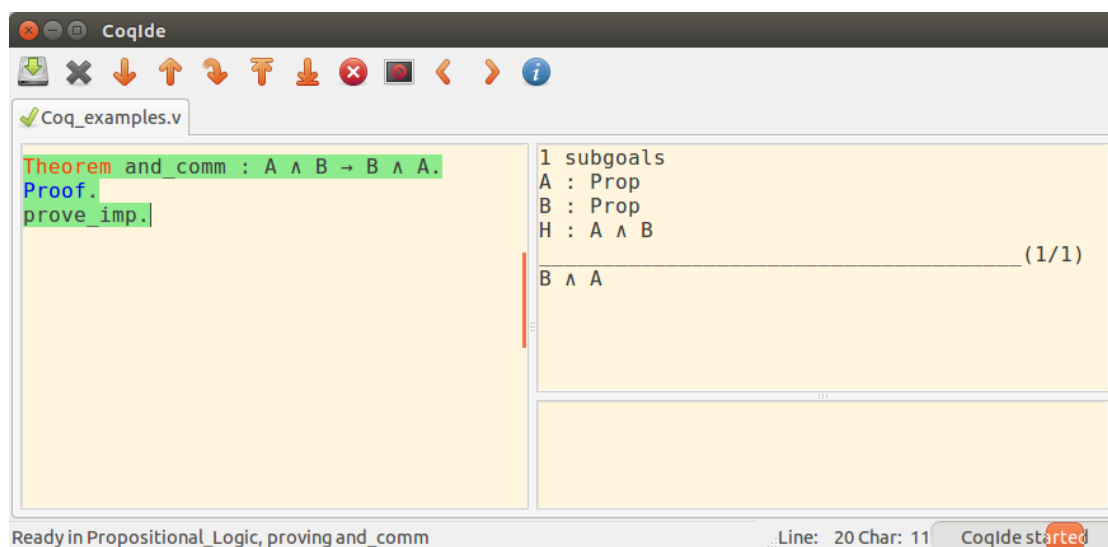 CoqIde
Coq_examples.v
Theorem and_comm : A ∧ B → B ∧ A.
Proof.
prove_imp.
1 subgoals
A : Prop
B : Prop
H : A ∧ B
______________________________________(1/1)
B ∧ A
Ready in Propositional_Logic, proving and_comm
Line: 20 Char: 11
CoqIde started